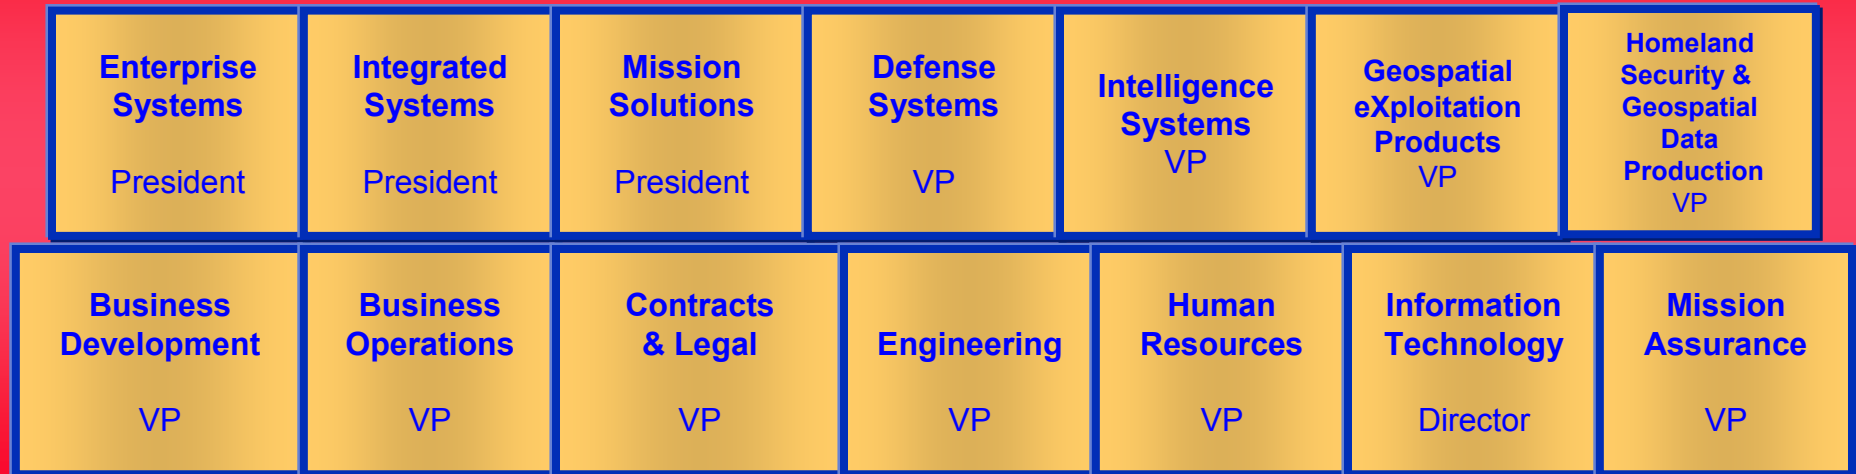 Enterprise
Systems
President
Integrated
Systems
President
Mission
Solutions
President
Defense
Systems
VP
Intelligence
Systems
VP
Geospatial
eXploitation
Products
VP
Homeland
Security &
Geospatial
Data
Production
VP
Business
Development
VP
Business
Operations
VP
Contracts
& Legal
VP
Engineering
VP
Human
Resources
VP
Information
Technology
Director
Mission
Assurance
VP